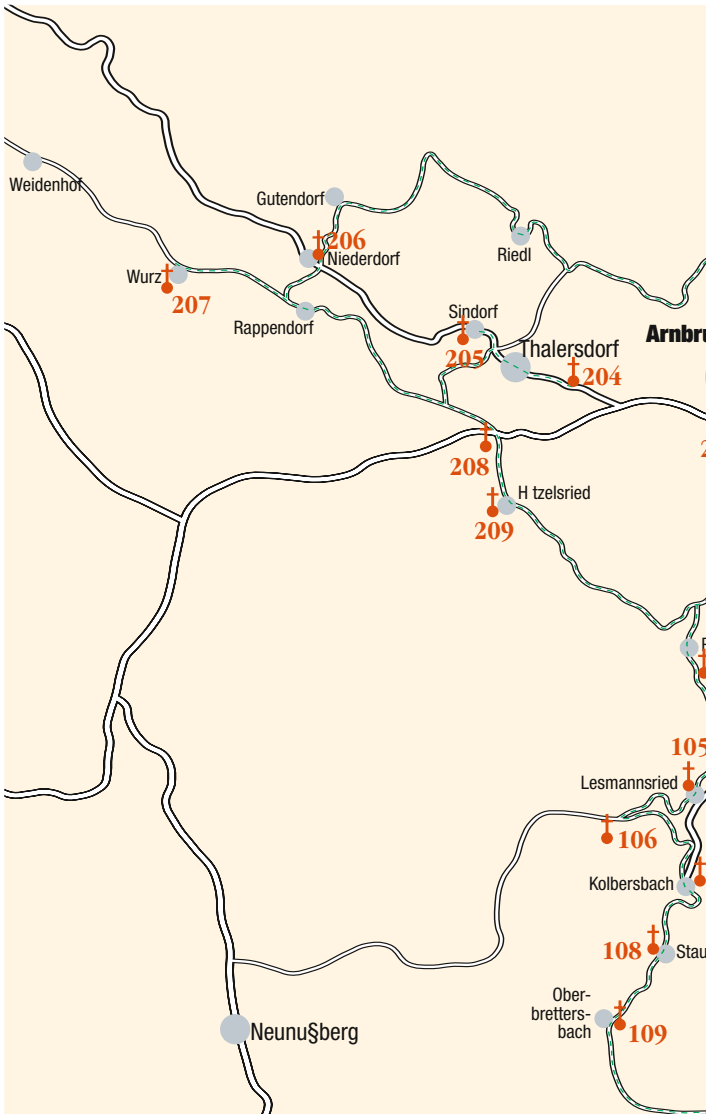 Weidenhof
Gutendorf
206
Niederdorf
Riedl
Wurz
207
Rappendorf
Sindorf
205
Thalersdorf
Arnbru
204
208
2
H tzelsried
209
105
Lesmannsried
106
Kolbersbach
108
Stau
Ober-
bretters-
bach
109
Neunu§berg